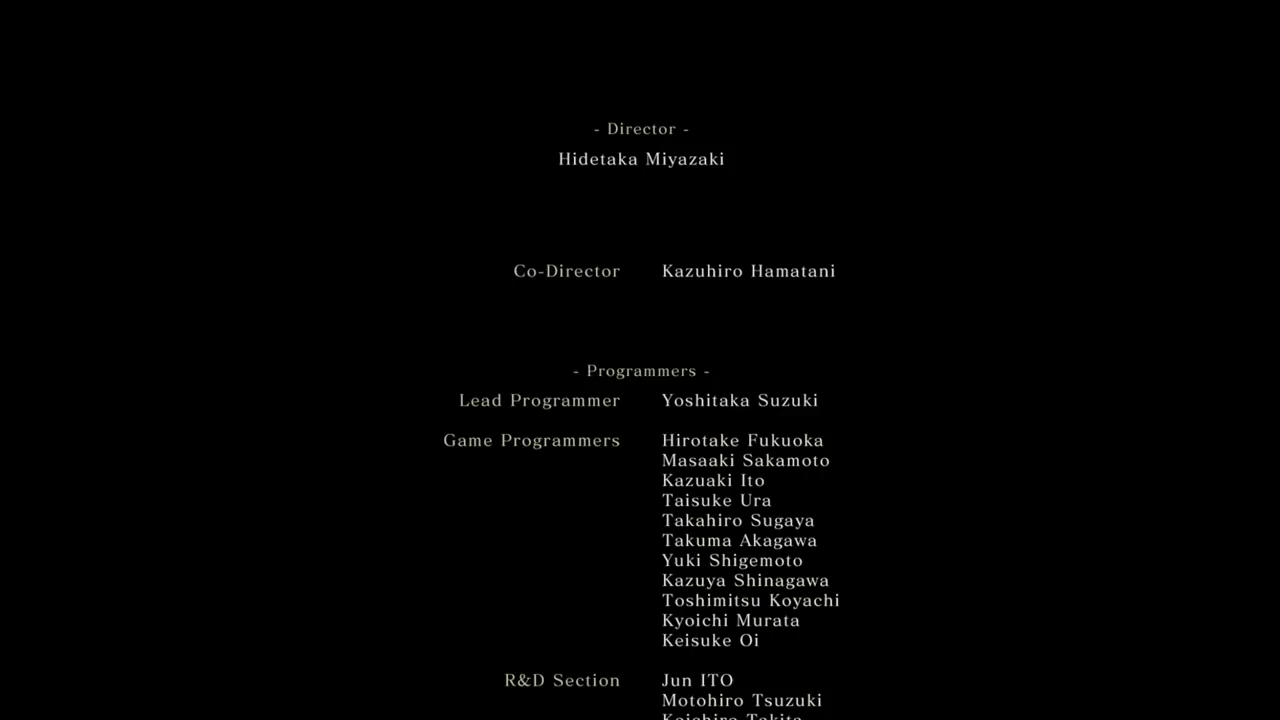 - Director -
Hidetaka Miyazaki
Co-Director Kazuhiro Hamatani
- Programmers -
Lead Programmer Yoshitaka Suzuki
Game Programmers Hirotake Fukuoka
Masaaki Sakamoto
Kazuaki Ito
Taisuke Ura
Takahiro Sugaya
Takuma Akagawa
Yuki Shigemoto
Kazuya Shinagawa
Toshimitsu Koyachi
Kyoichi Murata
Keisuke Oi
R&D Section Jun ITO
Motohiro Tsuzuki